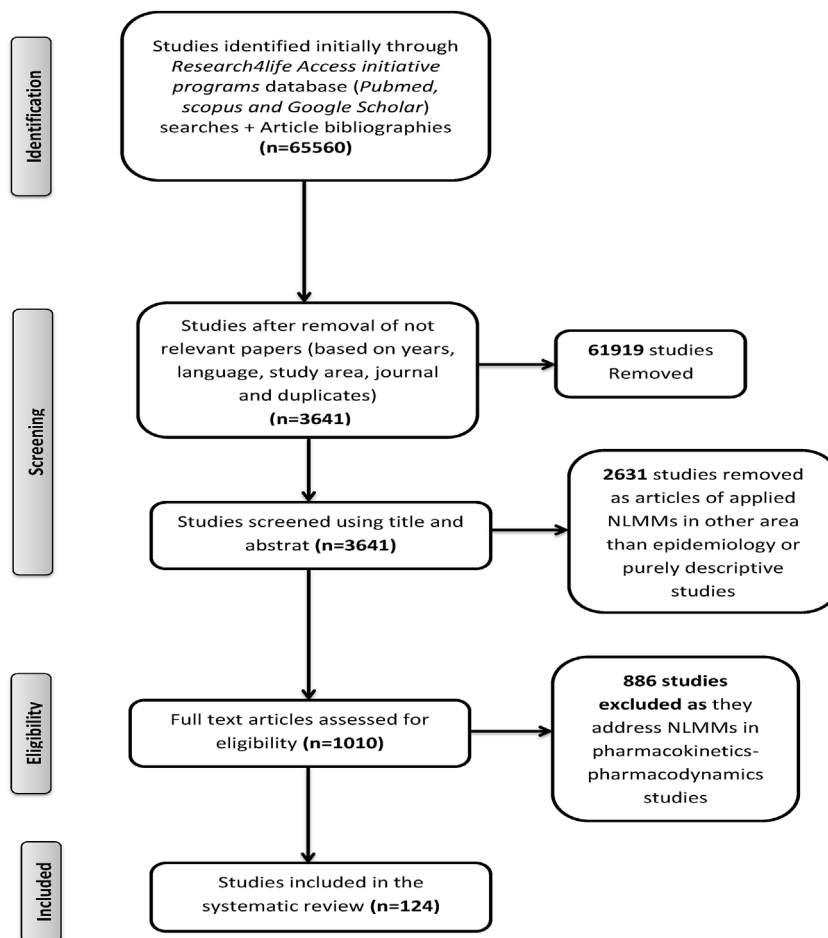 Identification
Studies identified initially through
Research4life Access initiative
programs database (Pubmed,
scopus and Google Scholar)
searches + Article bibliographies
(n=65560)
Screening
Studies after removal of not
relevant papers (based on years,
language, study area, journal
and duplicates)
(n=3641)
61919 studies
Removed
Studies screened using title and
abstrat (n=3641)
2631 studies removed
as articles of applied
NLMMs in other area
than epidemiology or
purely descriptive
studies
Eligibility
Full text articles assessed for
eligibility (n=1010)
886 studies
excluded as they
address NLMMs in
pharmacokinetics-
pharmacodynamics
studies
Included
Studies included in the
systematic review (n=124)